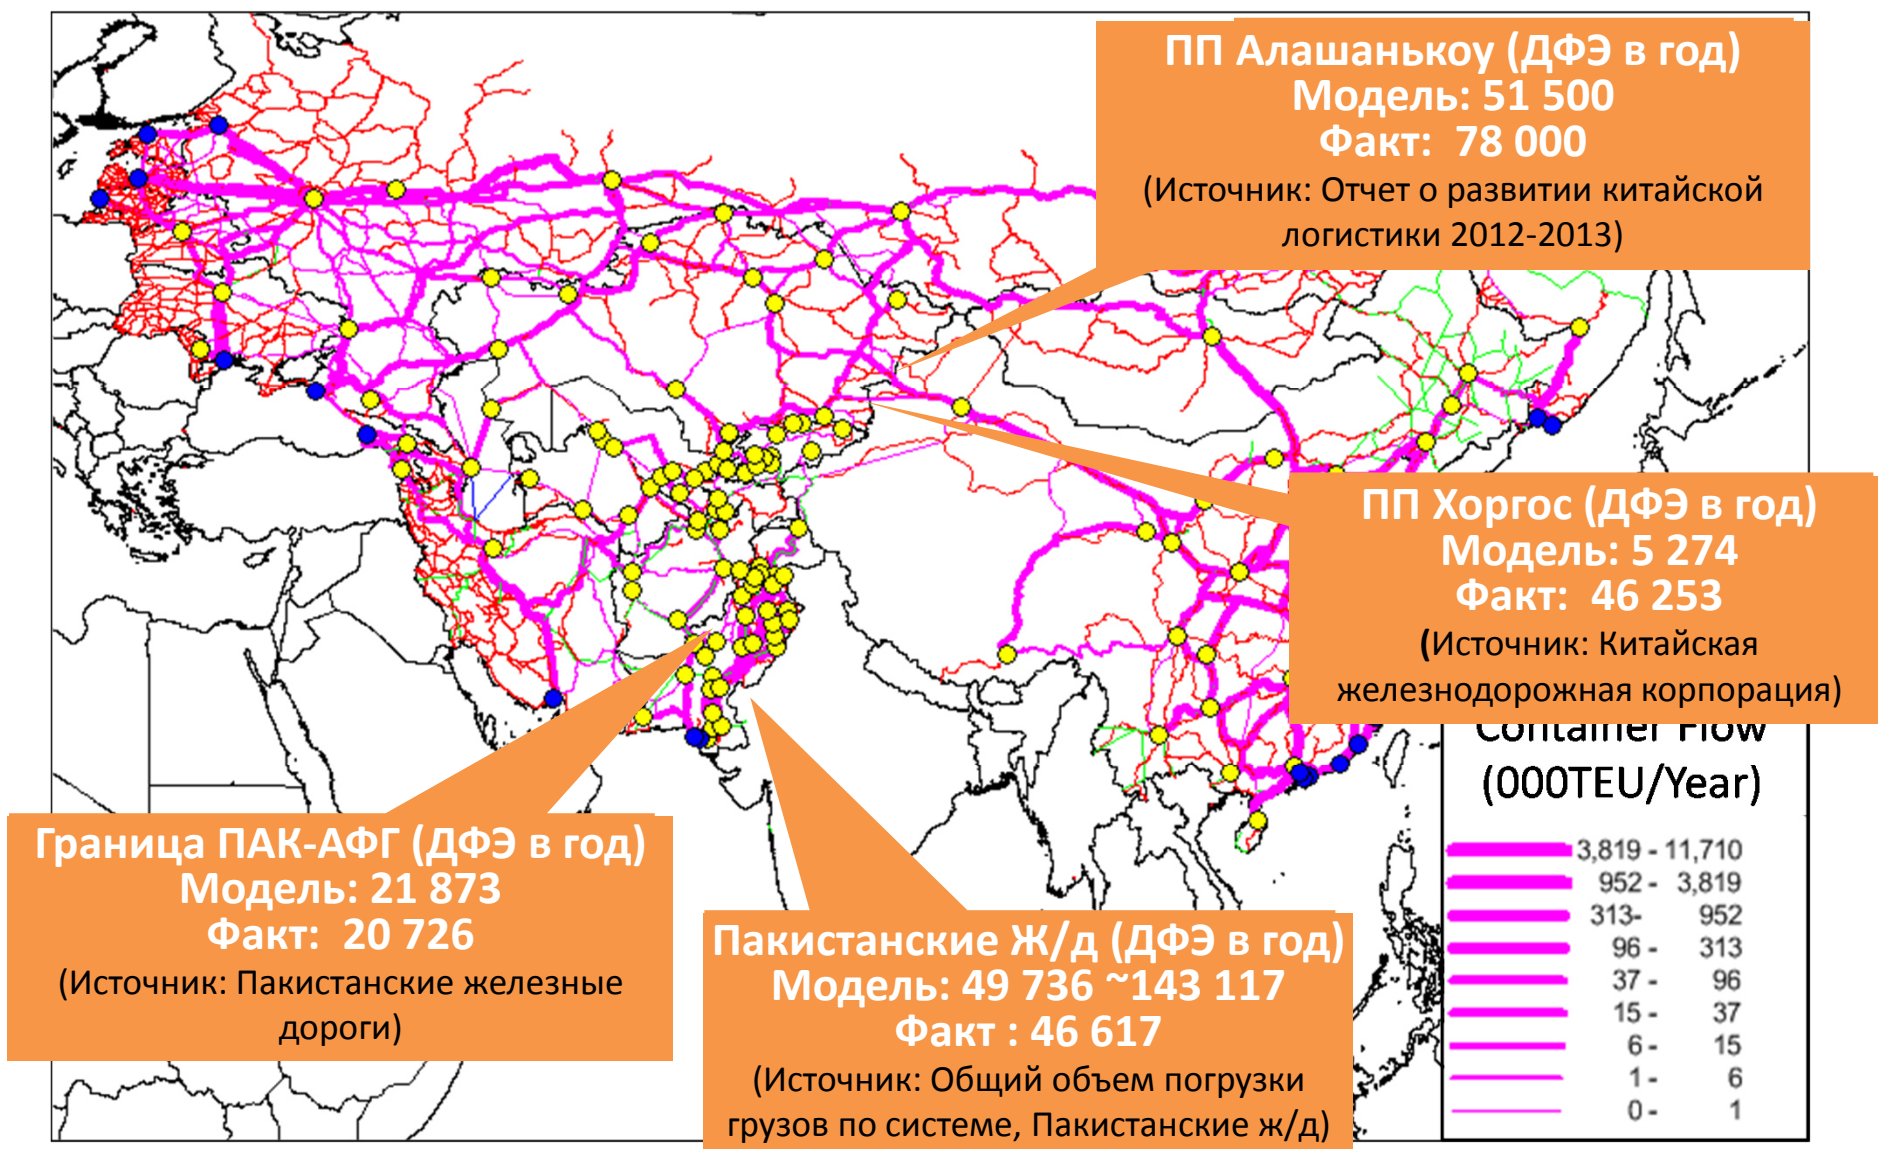 ПП Алашанькоу (ДФЭ в год)
Модель: 51 500
Факт: 78 000
(Источник: Отчет о развитии китайской
логистики 2012-2013)
ПП Хоргос (ДФЭ в год)
Модель: 5 274
Факт: 46 253
(Источник: Китайская
железнодорожная корпорация)
Граница ПАК-АФГ (ДФЭ в год)
Модель: 21 873
Факт: 20 726
(Источник: Пакистанские железные
дороги)
Пакистанские Ж/д (ДФЭ в год)
Модель: 49 736 ~143 117
Факт : 46 617
(Источник: Общий объем погрузки
грузов по системе, Пакистанские ж/д)
Container Flow
(000TEU/Year)
3,819 - 11,710
952 - 3,819
313- 952
96 - 313
37 - 96
15 - 37
6 - 15
1 - 6
0 - 1